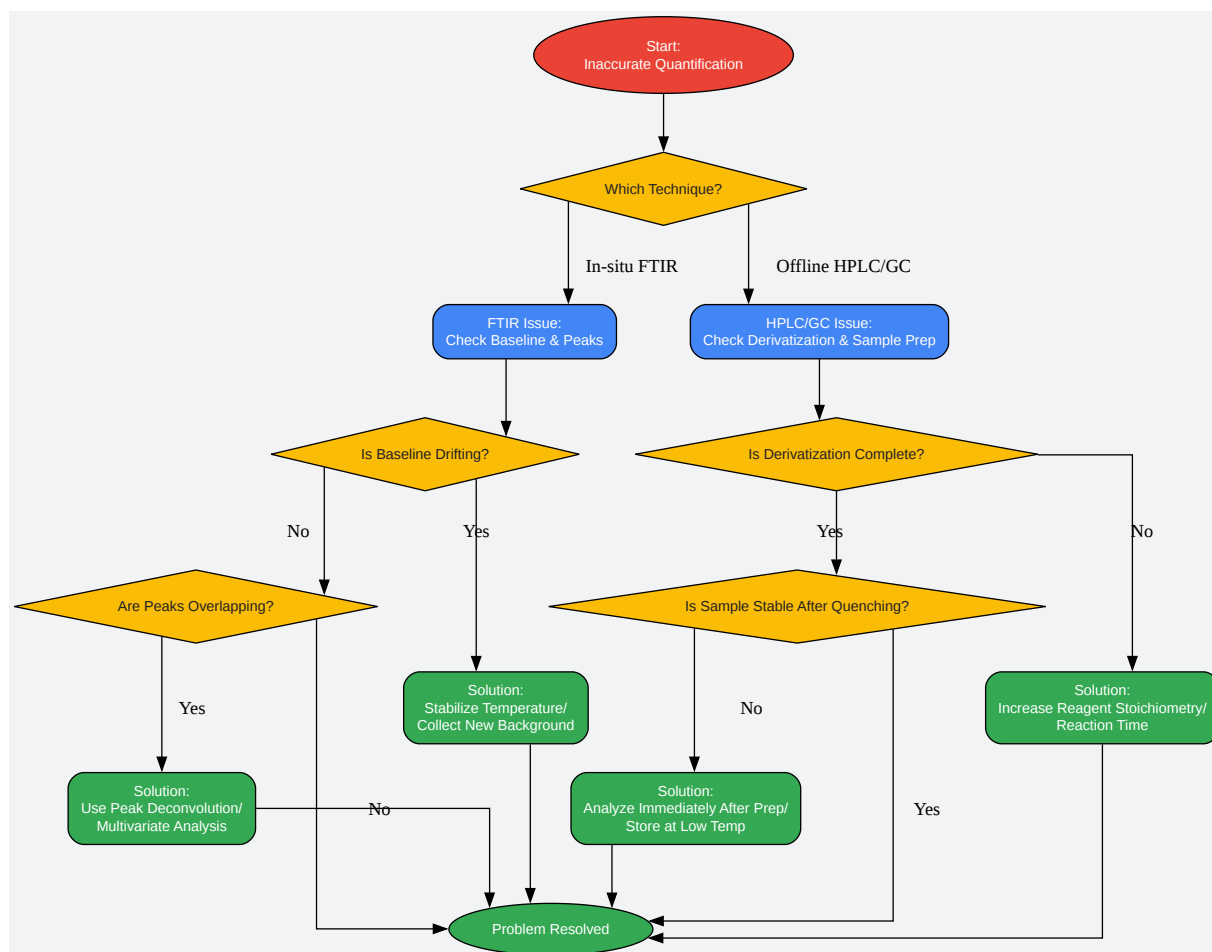 Start:
Inaccurate Quantification
Which Technique?
In-situ FTIR
Offline HPLC/GC
FTIR Issue:
Check Baseline & Peaks
HPLC/GC Issue:
Check Derivatization & Sample Prep
Is Baseline Drifting?
Is Derivatization Complete?
No
Yes
Yes
No
Are Peaks Overlapping?
Is Sample Stable After Quenching?
Yes
Solution:
Stabilize Temperature/
Collect New Background
No
Solution:
Increase Reagent Stoichiometry/
Reaction Time
Solution:
Use Peak Deconvolution/
Multivariate Analysis
No
Solution:
Analyze Immediately After Prep/
Store at Low Temp
Yes
Problem Resolved